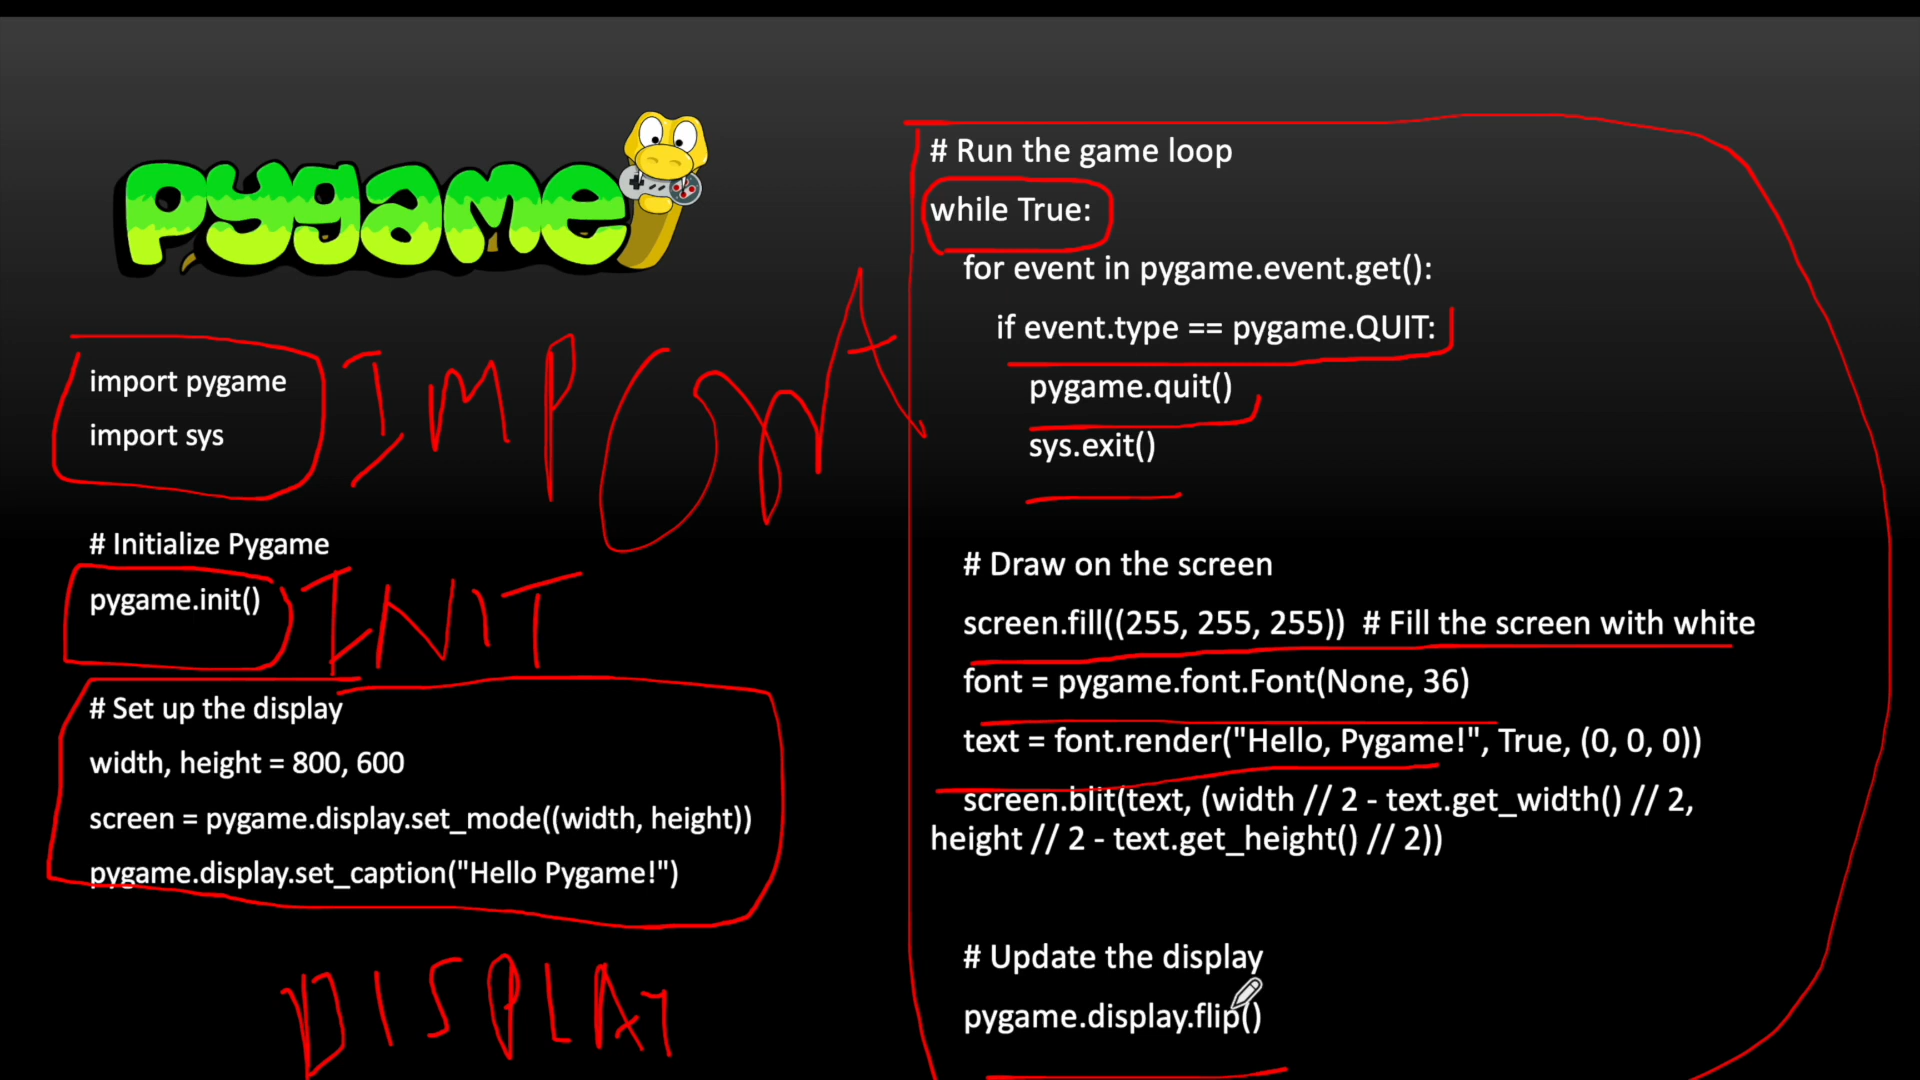 pygame
import pygame
import sys
IMPORT
# Initialize Pygame
pygame.init()
INIT
# Set up the display
width, height = 800, 600
screen = pygame.display.set_mode((width, height))
pygame.display.set_caption("Hello Pygame!")
DISPLAY
# Run the game loop
while True:
for event in pygame.event.get():
if event.type == pygame.QUIT:
pygame.quit()
sys.exit()
# Draw on the screen
screen.fill((255, 255, 255))  # Fill the screen with white
font = pygame.font.Font(None, 36)
text = font.render("Hello, Pygame!", True, (0, 0, 0))
screen.blit(text, (width // 2 - text.get_width() // 2,
height // 2 - text.get_height() // 2))
# Update the display
pygame.display.flip()